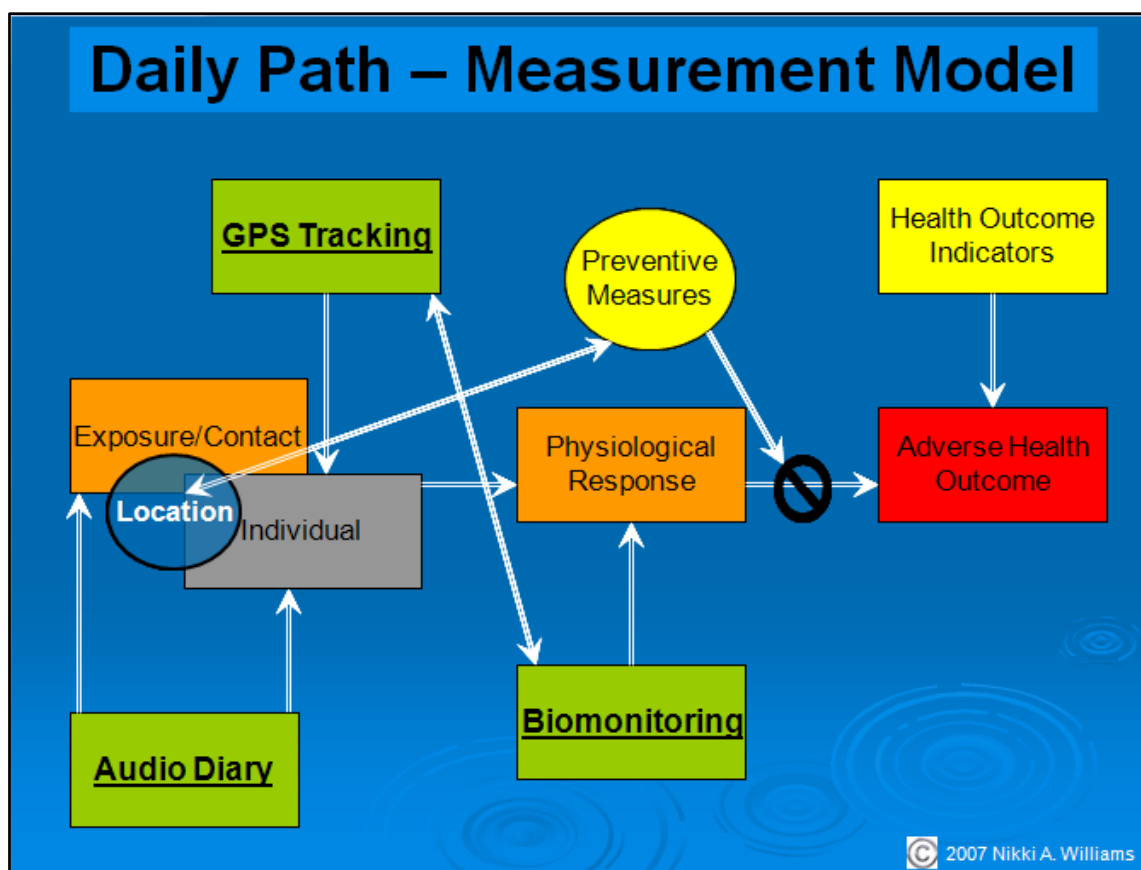 Daily Path – Measurement Model
GPS Tracking
Preventive
Measures
Health Outcome
Indicators
Exposure/Contact
Location
Individual
Physiological
Response
Adverse Health
Outcome
Audio Diary
Biomonitoring
© 2007 Nikki A. Williams